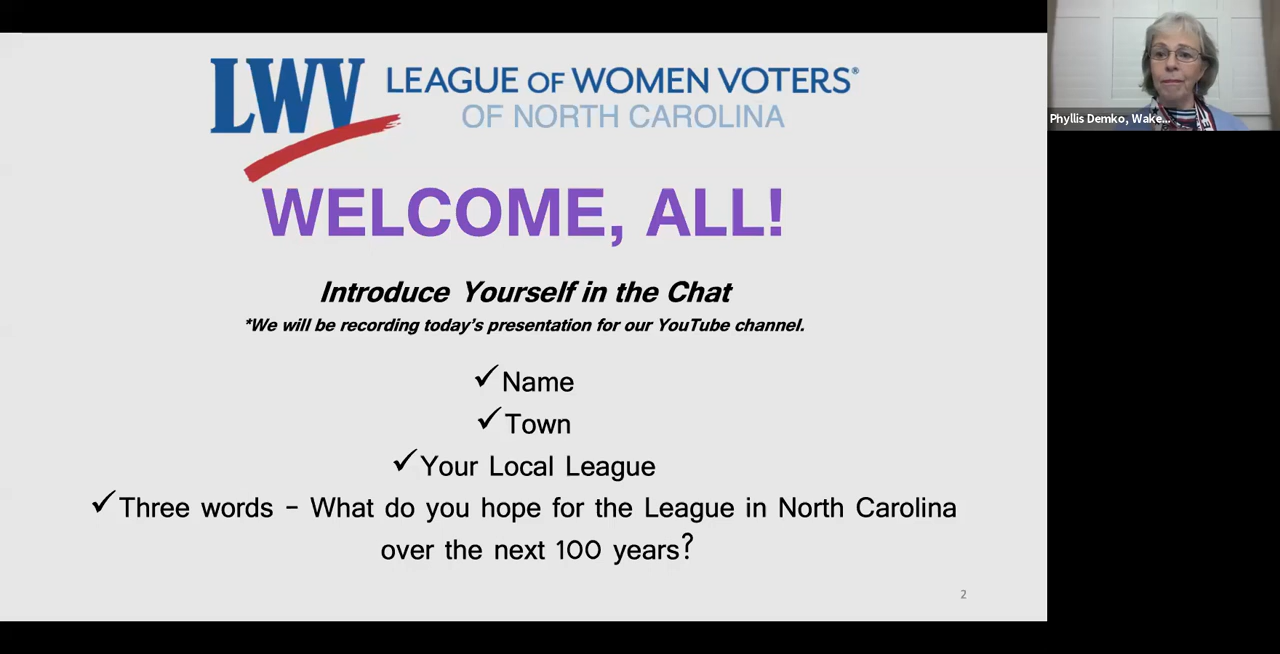 LWV LEAGUE OF WOMEN VOTERS®
OF NORTH CAROLINA
WELCOME, ALL!
Introduce Yourself in the Chat
*We will be recording today's presentation for our YouTube channel.
✓Name
✓Town
✓Your Local League
✓Three words – What do you hope for the League in North Carolina
over the next 100 years?
2
Phyllis Demko, Wake...